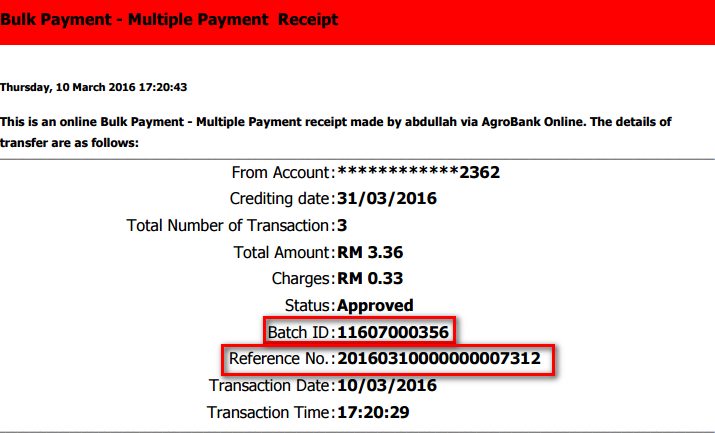 Bulk Payment - Multiple Payment Receipt
Thursday, 10 March 2016 17:20:43
This is an online Bulk Payment - Multiple Payment receipt made by abdullah via AgroBank Online. The details of
transfer are as follows:
From Account:************2362
Crediting date:31/03/2016
Total Number of Transaction:3
Total Amount:RM 3.36
Charges:RM 0.33
Status:Approved
Batch ID:11607000356
Reference No.:20160310000000007312
Transaction Date:10/03/2016
Transaction Time:17:20:29